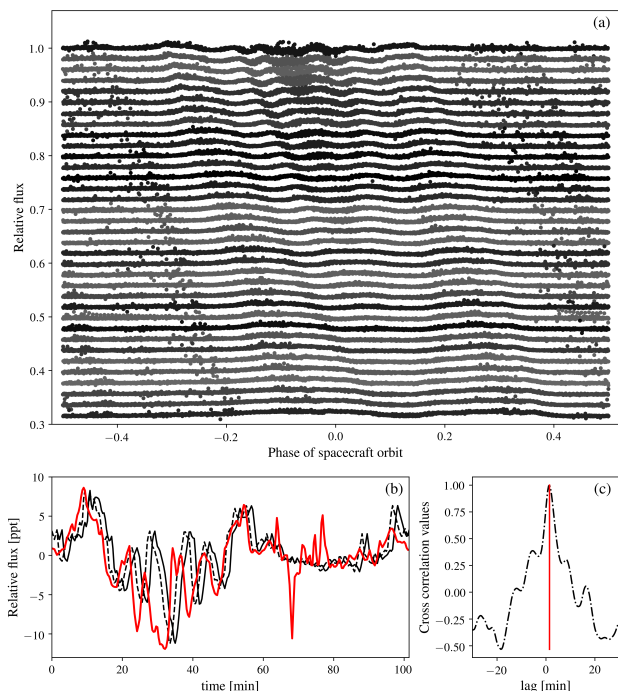 (a)
1.0
0.9
0.8
0.7
0.6
0.5
0.4
0.3
Relative flux
−0.4 −0.2 0.0 0.2 0.4
Phase of spacecraft orbit
(b)
10
5
0
−5
−10
Relative flux [ppt]
0 20 40 60 80 100
time [min]
(c)
1.00
0.75
0.50
0.25
0.00
−0.25
−0.50
Cross correlation values
−20 0 20
lag [min]